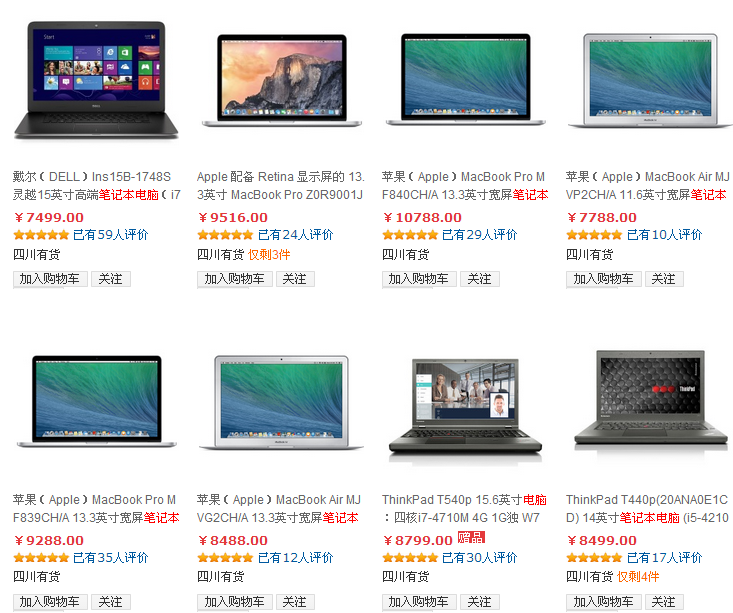 戴尔（DELL）Ins15B-1748S
灵越15英寸高端笔记本电脑（i7
￥7499.00
已有59人评价
四川有货
加入购物车 关注
Apple 配备 Retina 显示屏的 13.
3英寸 MacBook Pro Z0R9001J
￥9516.00
已有24人评价
四川有货 仅剩3件
加入购物车 关注
苹果（Apple）MacBook Pro M
F840CH/A 13.3英寸宽屏笔记本
￥10788.00
已有29人评价
四川有货
加入购物车 关注
苹果（Apple）MacBook Air MJ
VP2CH/A 11.6英寸宽屏笔记本
￥7788.00
已有10人评价
四川有货
加入购物车 关注
苹果（Apple）MacBook Pro M
F839CH/A 13.3英寸宽屏笔记本
￥9288.00
已有35人评价
四川有货
加入购物车 关注
苹果（Apple）MacBook Air MJ
VG2CH/A 13.3英寸宽屏笔记本
￥8488.00
已有12人评价
四川有货
加入购物车 关注
ThinkPad T540p 15.6英寸电脑
：四核i7-4710M 4G 1G独 W7
￥8799.00 赠品
已有30人评价
四川有货
加入购物车 关注
ThinkPad T440p(20ANA0E1C
D) 14英寸笔记本电脑 (i5-4210
￥8499.00
已有17人评价
四川有货 仅剩4件
加入购物车 关注